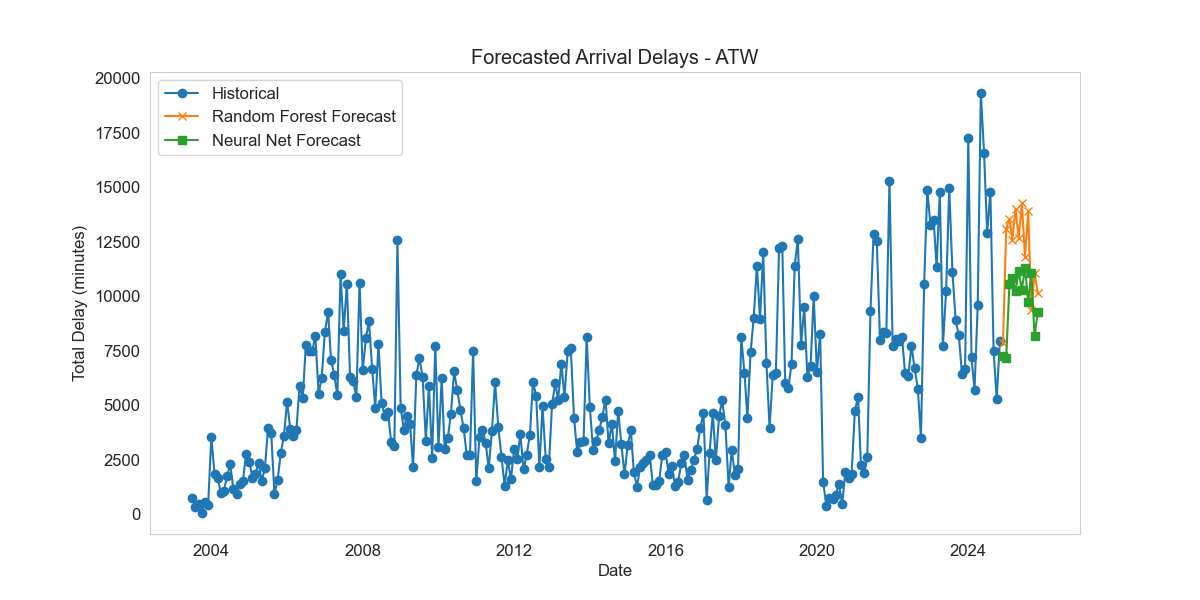 Forecasted Arrival Delays - ATW
Historical
Random Forest Forecast
Neural Net Forecast
Total Delay (minutes)
20000
17500
15000
12500
10000
7500
5000
2500
0
2004 2008 2012 2016 2020 2024
Date